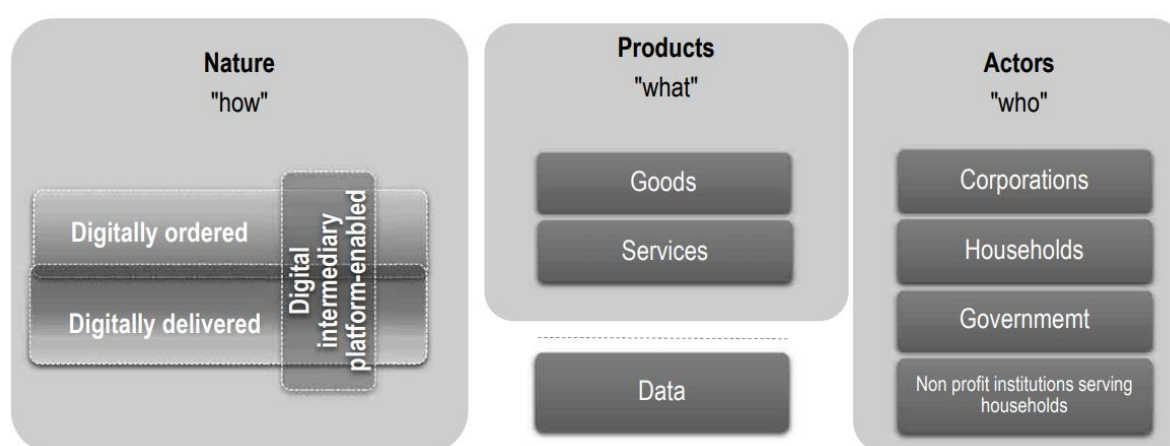 Nature
"how"
Digitally ordered
Digitally delivered
Digital
intermediary
platform-enabled
Products
"what"
Goods
Services
Data
Actors
"who"
Corporations
Households
Governmemt
Non profit institutions serving
households